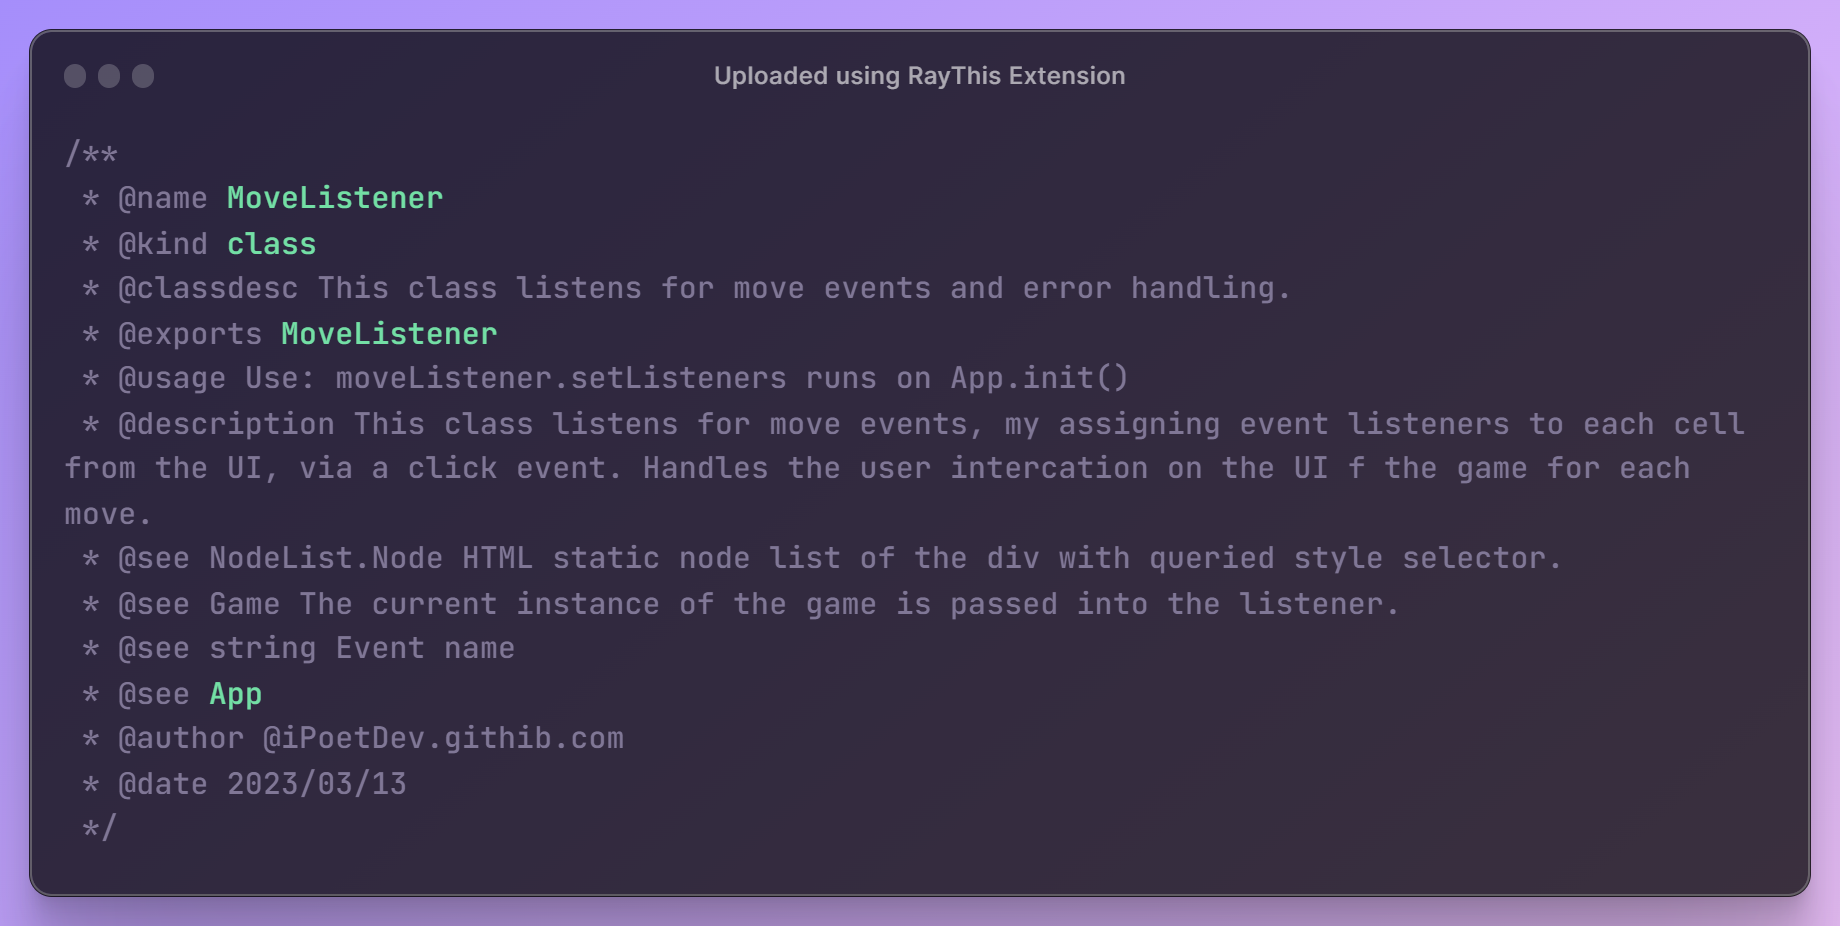 Uploaded using RayThis Extension
/**
 * @name MoveListener
 * @kind class
 * @classdesc This class listens for move events and error handling.
 * @exports MoveListener
 * @usage Use: moveListener.setListeners runs on App.init()
 * @description This class listens for move events, my assigning event listeners to each cell
from the UI, via a click event. Handles the user intercation on the UI f the game for each
move.
 * @see NodeList.Node HTML static node list of the div with queried style selector.
 * @see Game The current instance of the game is passed into the listener.
 * @see string Event name
 * @see App
 * @author @iPoetDev.githib.com
 * @date 2023/03/13
 */